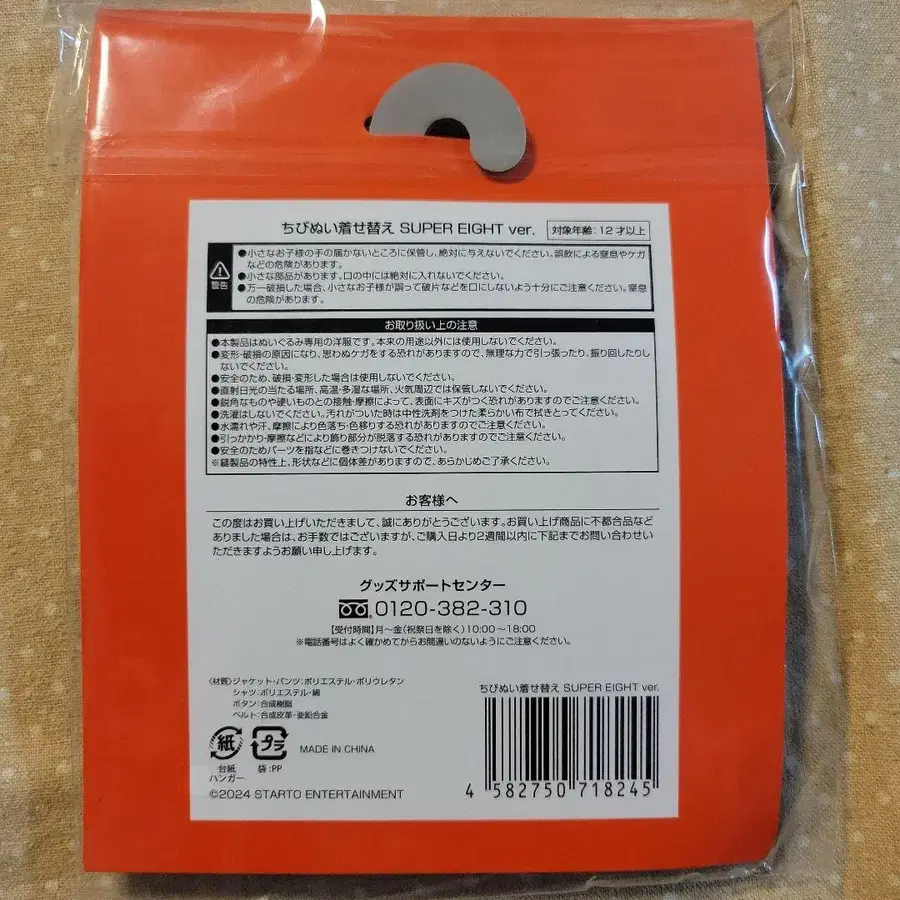 ちびぬい着せ替え SUPER EIGHT ver. 対象年齢:12才以上
警告
●小さなお子様の手の届かないところに保管し、絶対に与えないでください。誤飲による窒息やケガ
などの危険があります。
●小さな部品があります。口の中には絶対に入れないでください。
●万一破損した場合、小さなお子様が誤って破片などを口にしないよう十分にご注意ください。窒息
の危険があります。
お取り扱い上の注意
●本製品はぬいぐるみ専用の洋服です。本来の用途以外には使用しないでください。
●変形・破損の原因になり、思わぬケガをする恐れがありますので、無理な力で引っ張ったり、振り回したりし
ないでください。
●安全のため、破損・変形した場合は使用しないでください。
●直射日光の当たる場所、高温・多湿な場所、火気周辺では保管しないでください。
●鋭角なものや硬いものとの接触・摩擦によって、表面にキズがつく恐れがありますのでご注意ください。
●洗濯はしないでください。汚れがついた時は中性洗剤をつけた柔らかい布で拭きとってください。
●水濡れや汗、摩擦により色落ち・色移りする恐れがありますのでご注意ください。
●引っかかり・摩擦などにより飾り部分が脱落する恐れがありますのでご注意ください。
●安全のためパーツを指などに巻きつけないでください。
※縫製品の特性上、形状などに個体差がありますので、あらかじめご了承ください。
お客様へ
この度はお買い上げいただきまして、誠にありがとうございます。お買い上げ商品に不都合品など
ありました場合は、お手数ではございますが、ご購入日より2週間以内に下記までお問い合わせい
ただきますようお願い申し上げます。
グッズサポートセンター
0120-382-310
【受付時間】月～金(祝祭日を除く)10:00～18:00
※電話番号はよく確かめてからお間違いのないようにご注意ください。
〈材質〉ジャケット・パンツ:ポリエステル・ポリウレタン
シャツ:ポリエステル・綿
ボタン:合成樹脂
ベルト:合成皮革・亜鉛合金
紙 プラ MADE IN CHINA
台紙 袋:PP
ハンガー
©2024 STARTO ENTERTAINMENT
ちびぬい着せ替え SUPER EIGHT ver.
4 582750 718245